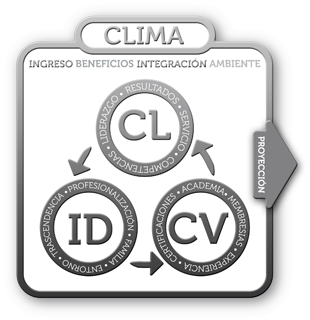 CLIMA
INGRESO BENEFICIOS INTEGRACIÓN AMBIENTE
LIDERAZGO • RESULTADOS • SERVICIO • COMPETENCIAS •
CL
PROYECCIÓN
TRASCENDENCIA • PROFESIONALIZACIÓN • FAMILIA • ENTORNO •
ID
CERTIFICACIONES • ACADEMIA • MEMBRESÍAS • EXPERIENCIA •
CV